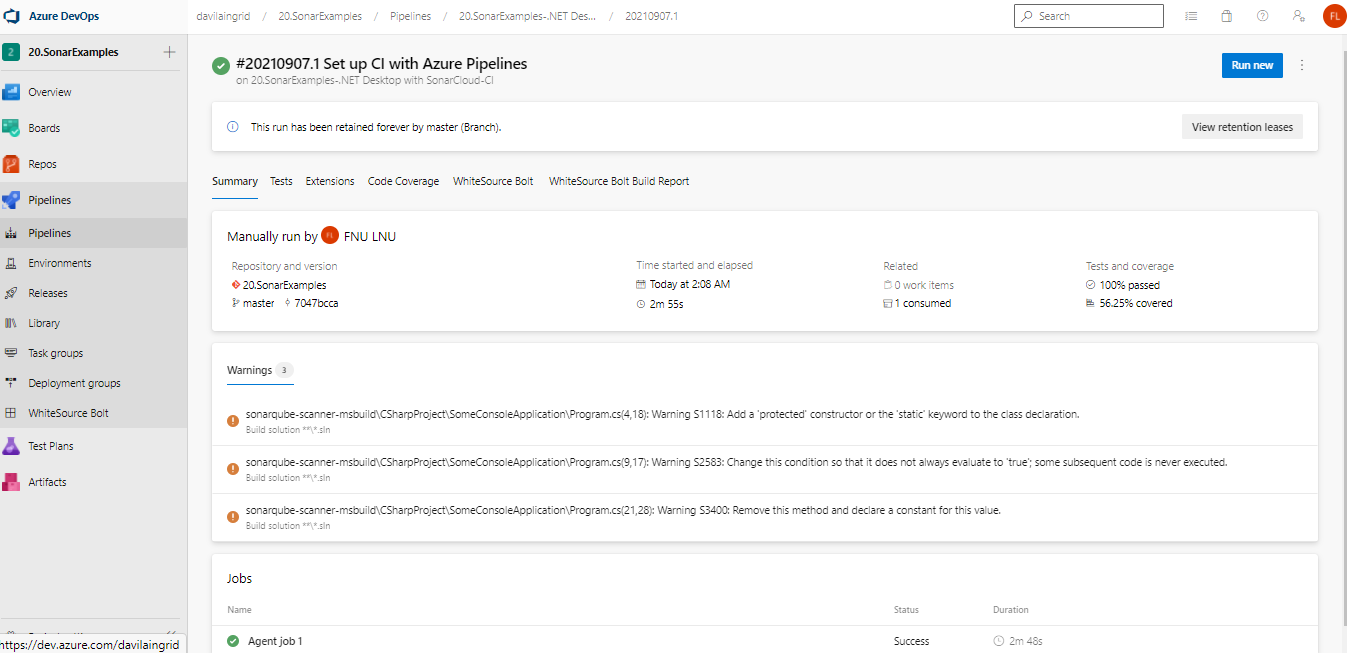 Azure DevOps
davilaingrid / 20.SonarExamples / Pipelines / 20.SonarExamples-.NET Des... / 20210907.1
Search
FL
2 20.SonarExamples
Overview
Boards
Repos
Pipelines
Pipelines
Environments
Releases
Library
Task groups
Deployment groups
WhiteSource Bolt
Test Plans
Artifacts
https://dev.azure.com/davilaingrid
#20210907.1 Set up CI with Azure Pipelines
on 20.SonarExamples-.NET Desktop with SonarCloud-CI
Run new
This run has been retained forever by master (Branch).
View retention leases
Summary Tests Extensions Code Coverage WhiteSource Bolt WhiteSource Bolt Build Report
Manually run by FL FNU LNU
Repository and version
20.SonarExamples
master 7047bcca
Time started and elapsed
Today at 2:08 AM
2m 55s
Related
0 work items
1 consumed
Tests and coverage
100% passed
56.25% covered
Warnings 3
sonarqube-scanner-msbuild\CSharpProject\SomeConsoleApplication\Program.cs(4,18): Warning S1118: Add a 'protected' constructor or the 'static' keyword to the class declaration.
Build solution **\*.sln
sonarqube-scanner-msbuild\CSharpProject\SomeConsoleApplication\Program.cs(9,17): Warning S2583: Change this condition so that it does not always evaluate to 'true'; some subsequent code is never executed.
Build solution **\*.sln
sonarqube-scanner-msbuild\CSharpProject\SomeConsoleApplication\Program.cs(21,28): Warning S3400: Remove this method and declare a constant for this value.
Build solution **\*.sln
Jobs
Name Status Duration
Agent job 1 Success 2m 48s